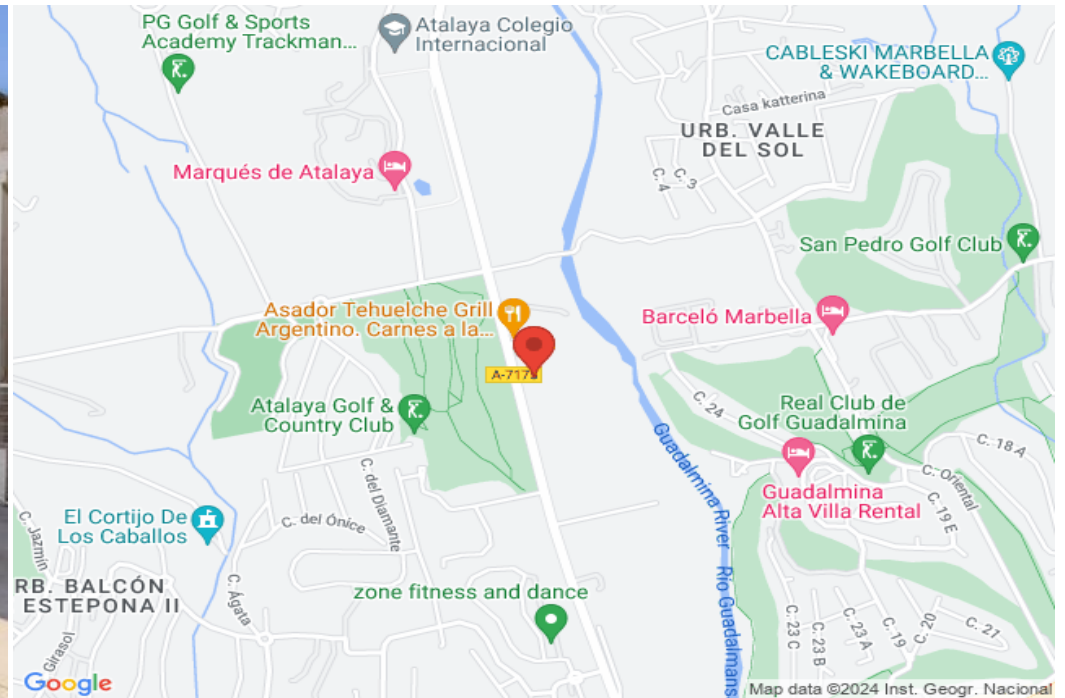 PG Golf & Sports
Academy Trackman...
Atalaya Colegio
Internacional
CABLESKI MARBELLA
& WAKEBOARD...
Casa katterina
URB. VALLE
DEL SOL
C. 4
C. 3
Marqués de Atalaya
San Pedro Golf Club
Asador Tehuelche Grill
Argentino. Carnes a la...
Barceló Marbella
A-7175
Atalaya Golf &
Country Club
C. 24
Real Club de
Golf Guadalmina
C. 18 A
Guadalmina River
Río Guadalmans
Guadalmina
Alta Villa Rental
C. Oriental
C. 19 E
C. Jazmín
El Cortijo De
Los Caballos
C. del Ónice
C. del Diamante
RB. BALCÓN
ESTEPONA II
C. Ágata
zone fitness and dance
C. 23 C
C. 23 B
C. 23 A
C. 19
C. 20
C. 21
Girasol
Google
Map data ©2024 Inst. Geogr. Nacional